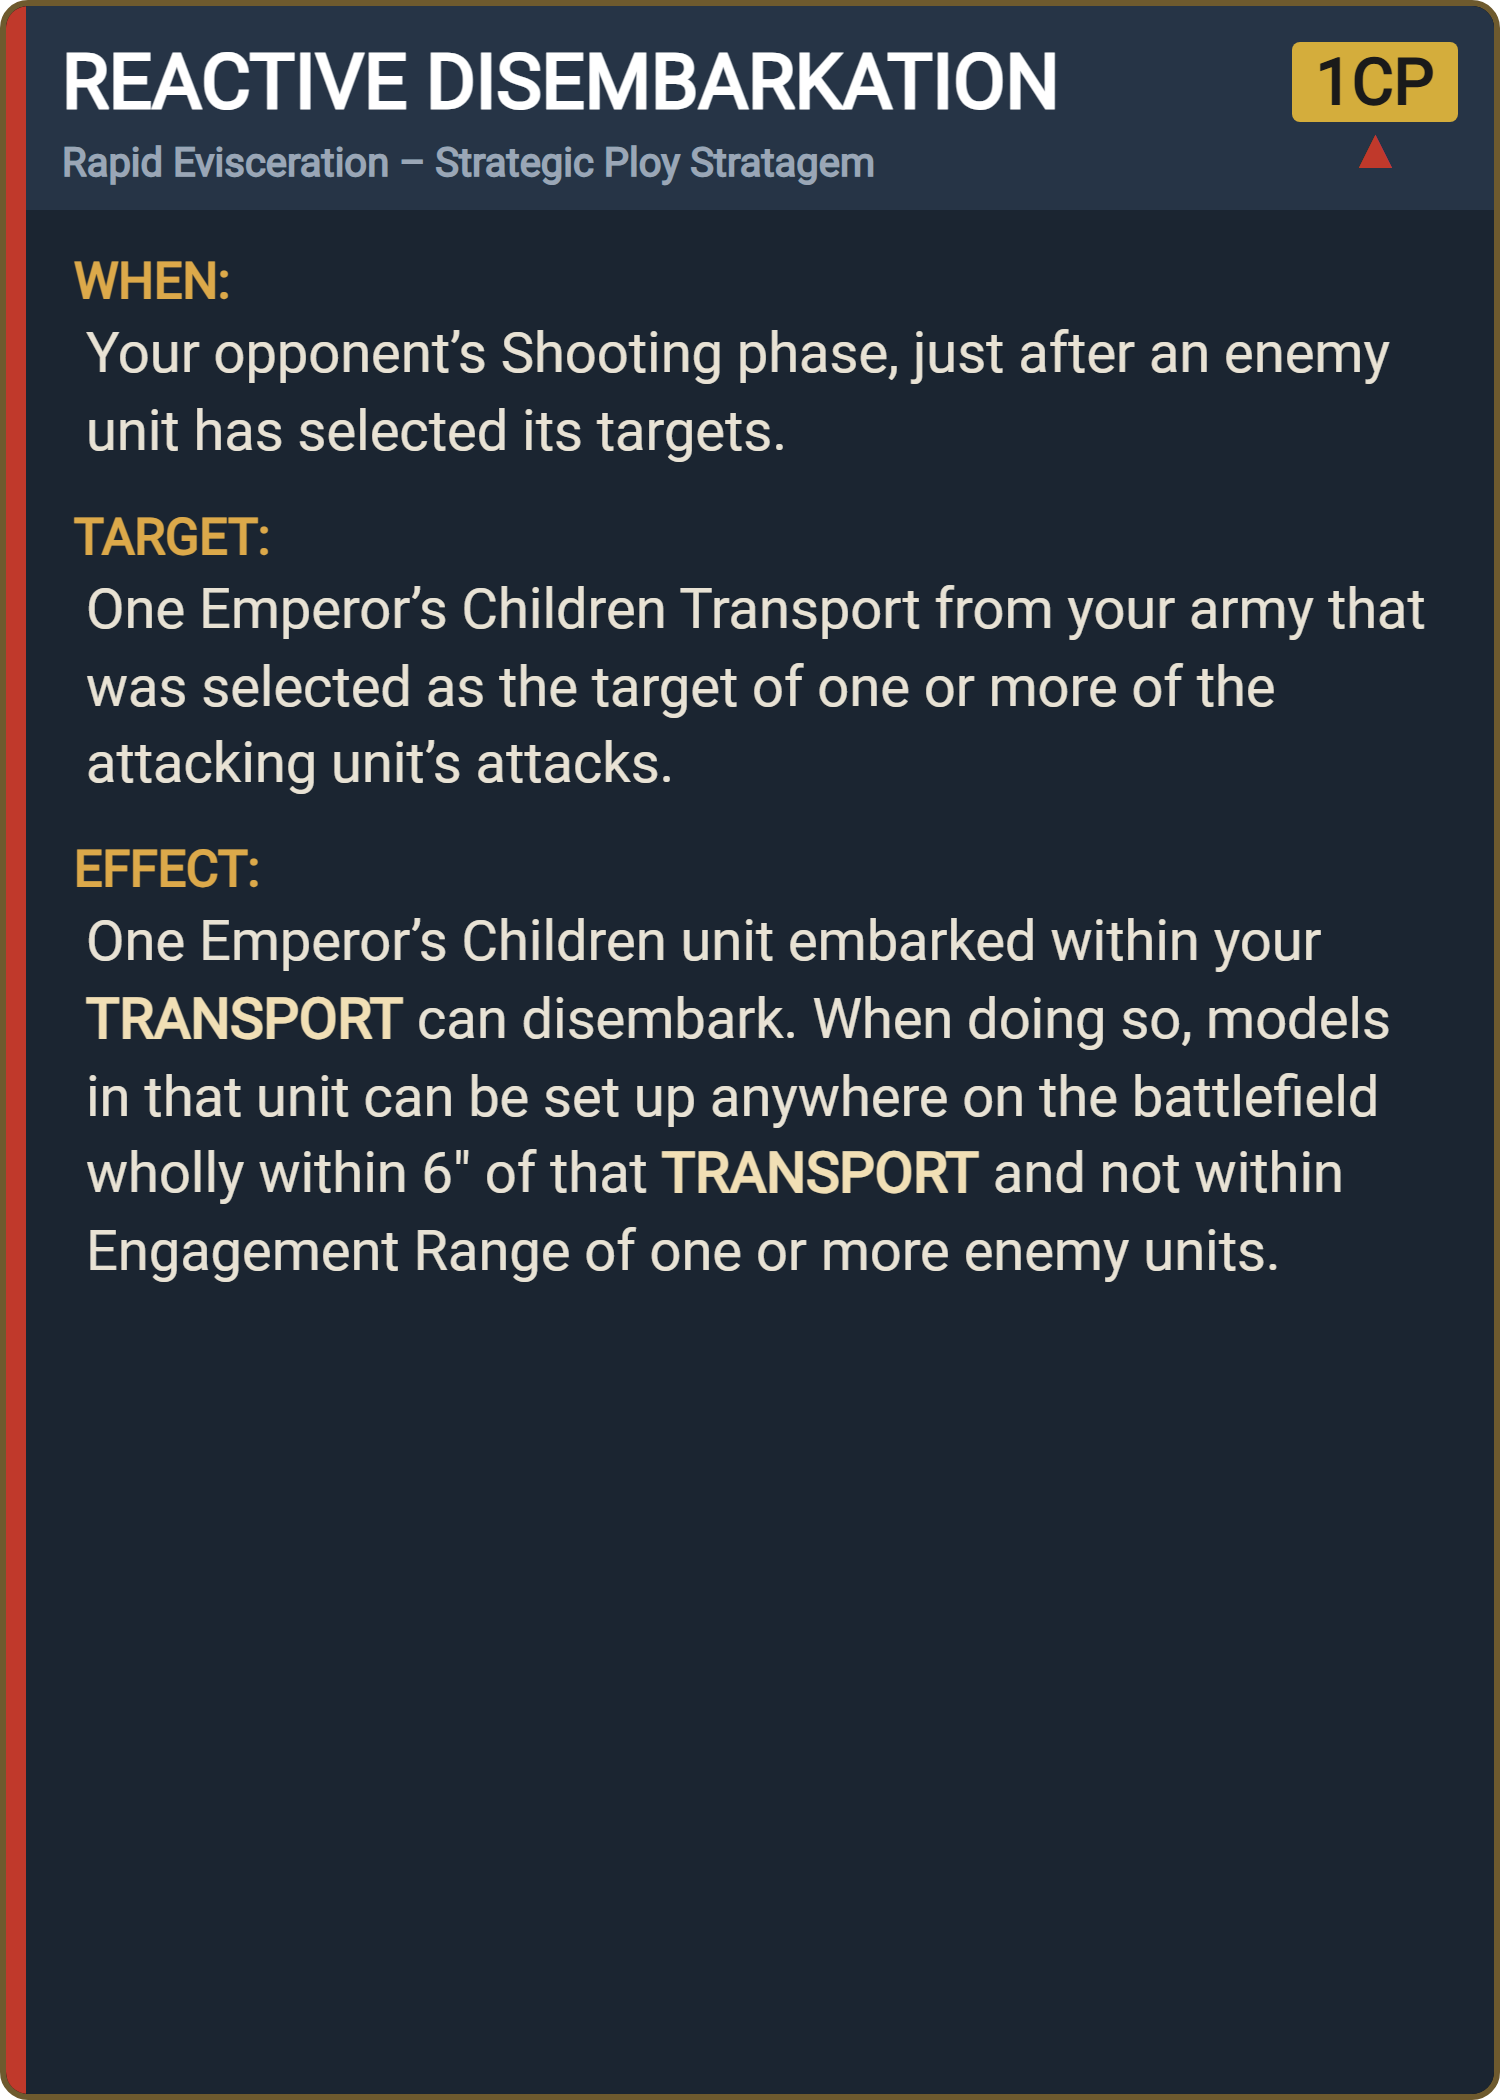 REACTIVE DISEMBARKATION
1CP
Rapid Evisceration – Strategic Ploy Stratagem
WHEN:
Your opponent’s Shooting phase, just after an enemy
unit has selected its targets.
TARGET:
One Emperor’s Children Transport from your army that
was selected as the target of one or more of the
attacking unit’s attacks.
EFFECT:
One Emperor’s Children unit embarked within your
TRANSPORT can disembark. When doing so, models
in that unit can be set up anywhere on the battlefield
wholly within 6" of that TRANSPORT and not within
Engagement Range of one or more enemy units.